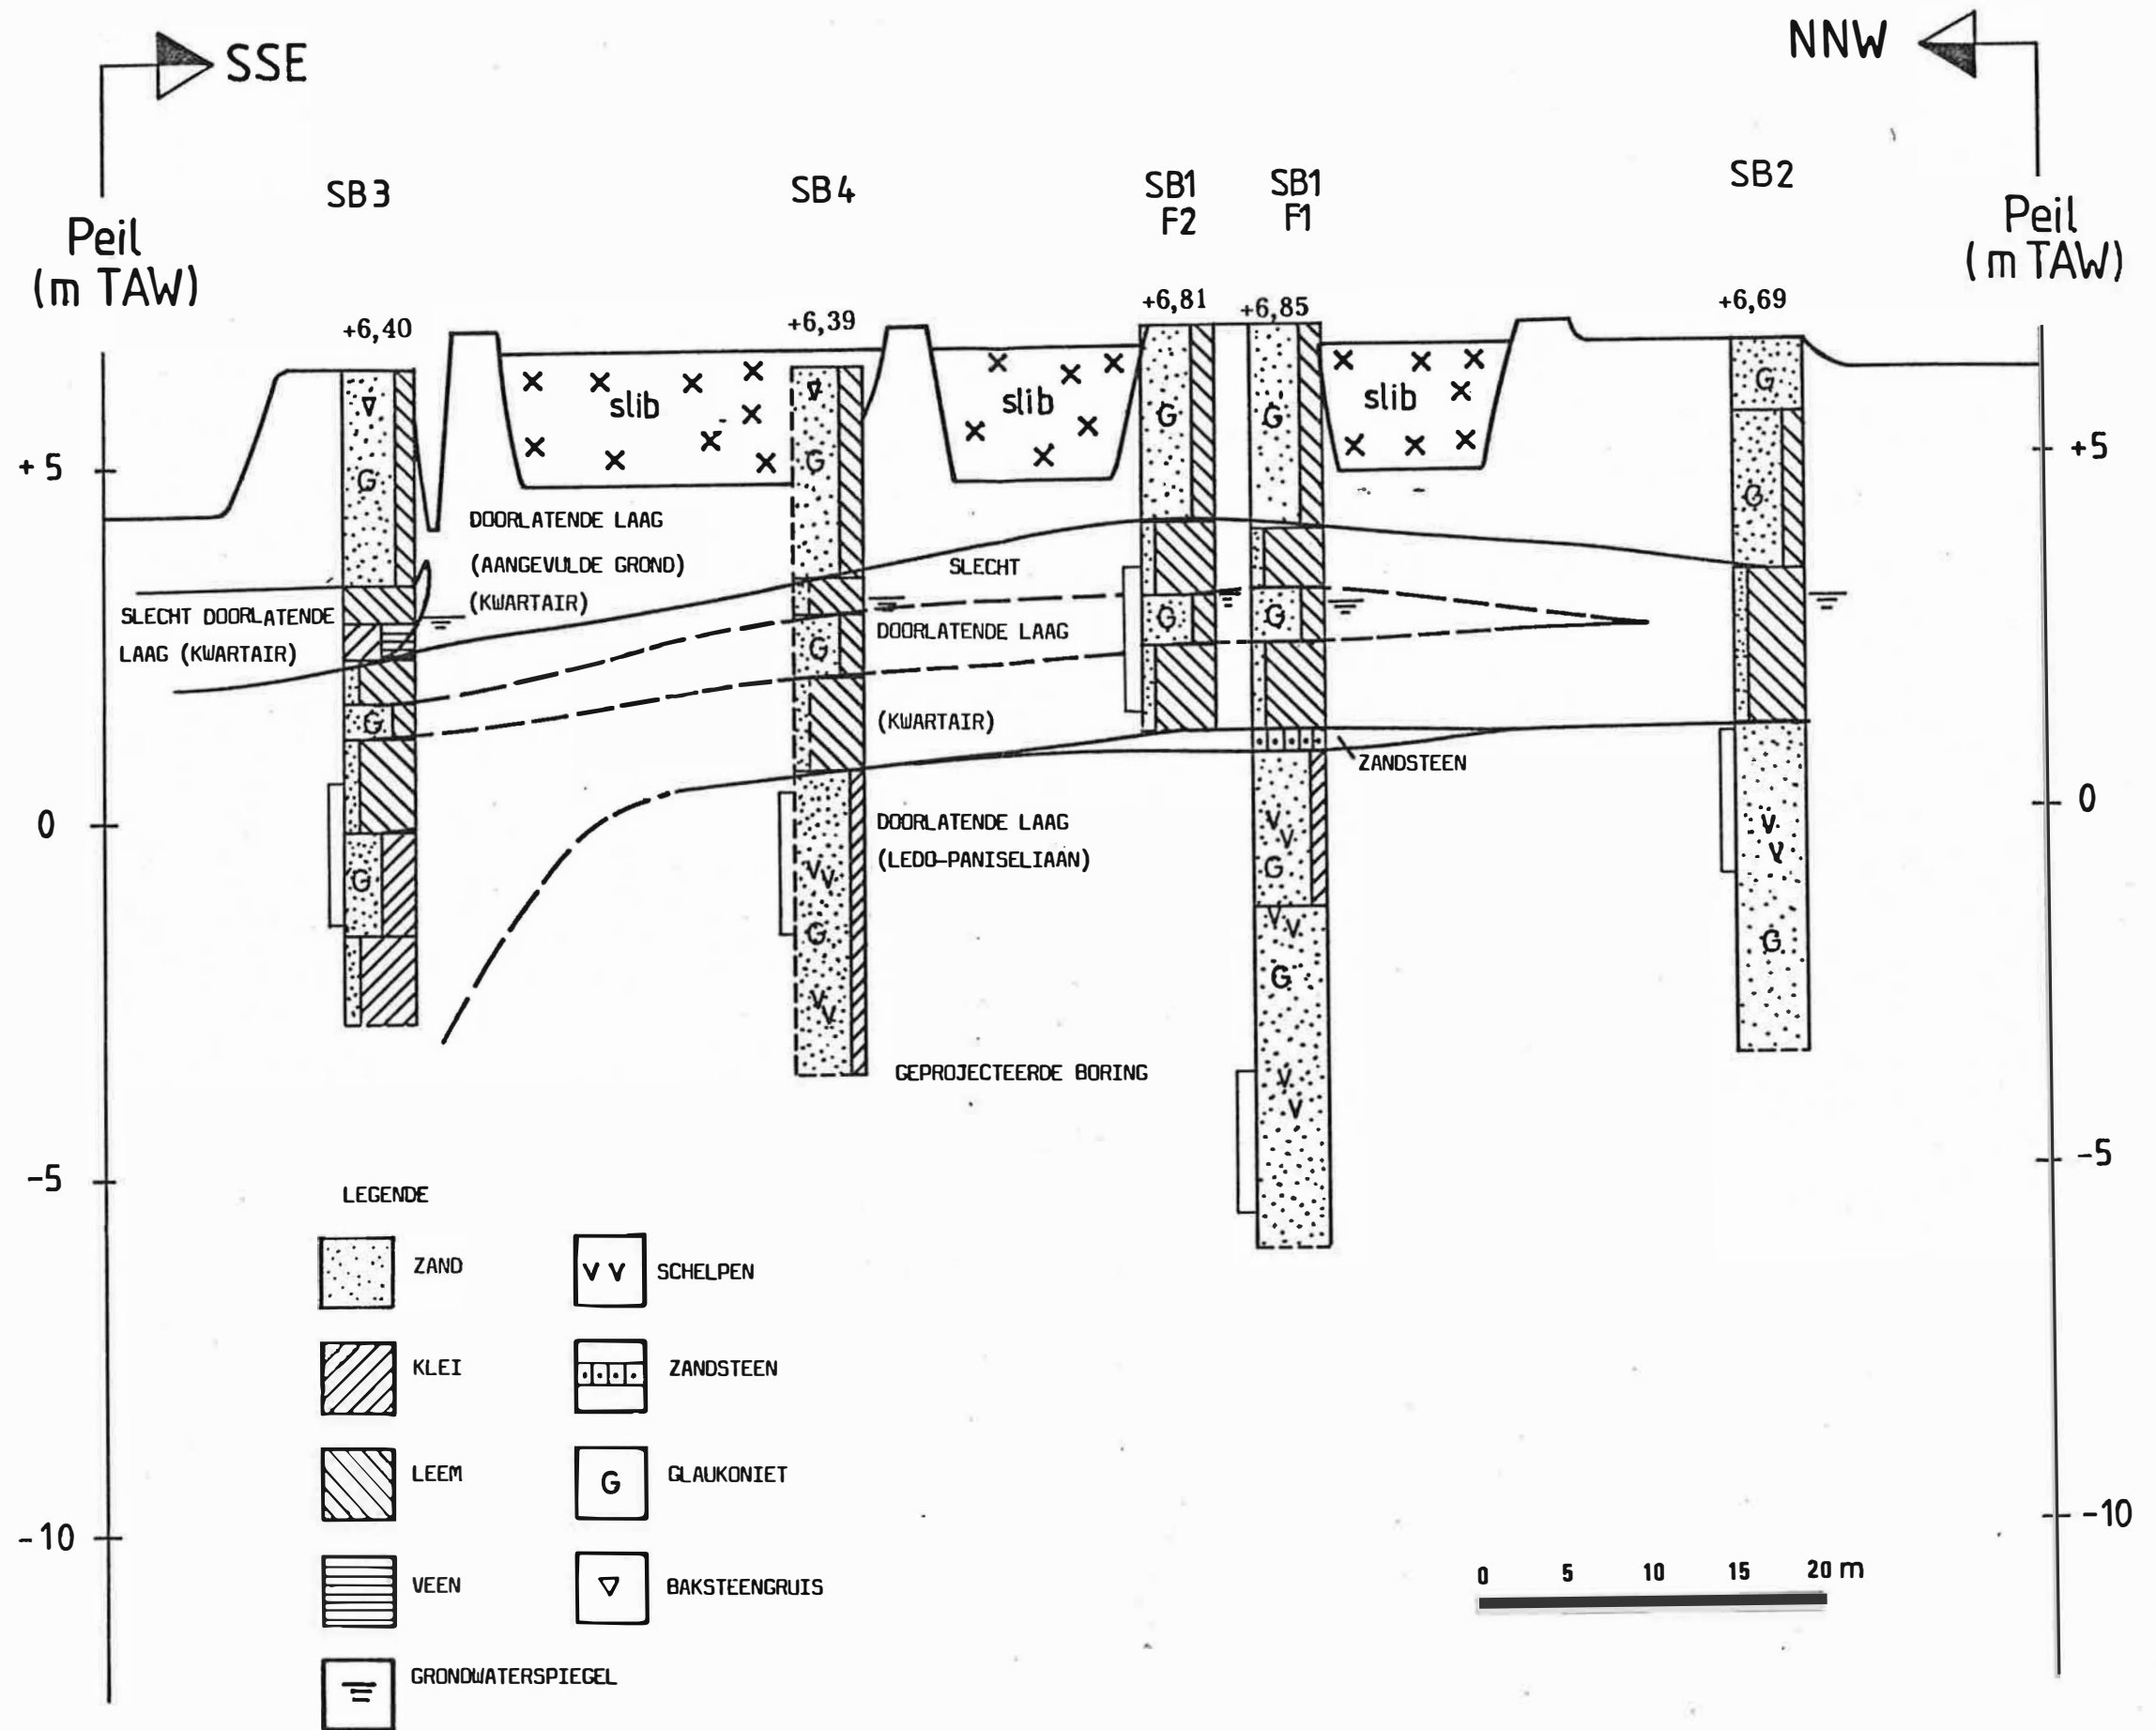 SSE
NNW
SB3
SB4
SB1
F2
SB1
F1
SB2
Peil
(m TAW)
Peil
(m TAW)
+6,40
+6,39
+6,81
+6,85
+6,69
slib
slib
slib
+5
+5
DOORLATENDE LAAG
(AANGEVULDE GROND)
(KWARTAIR)
SLECHT
SLECHT DOORLATENDE
LAAG (KWARTAIR)
DOORLATENDE LAAG
(KWARTAIR)
ZANDSTEEN
0
0
DOORLATENDE LAAG
(LEDO-PANISELIAAN)
GEPROJECTEERDE BORING
-5
-5
LEGENDE
ZAND
V V SCHELPEN
KLEI
ZANDSTEEN
LEEM
G GLAUKONIET
-10
-10
VEEN
BAKSTEENGRUIS
0 5 10 15 20 m
GRONDWATERSPIEGEL